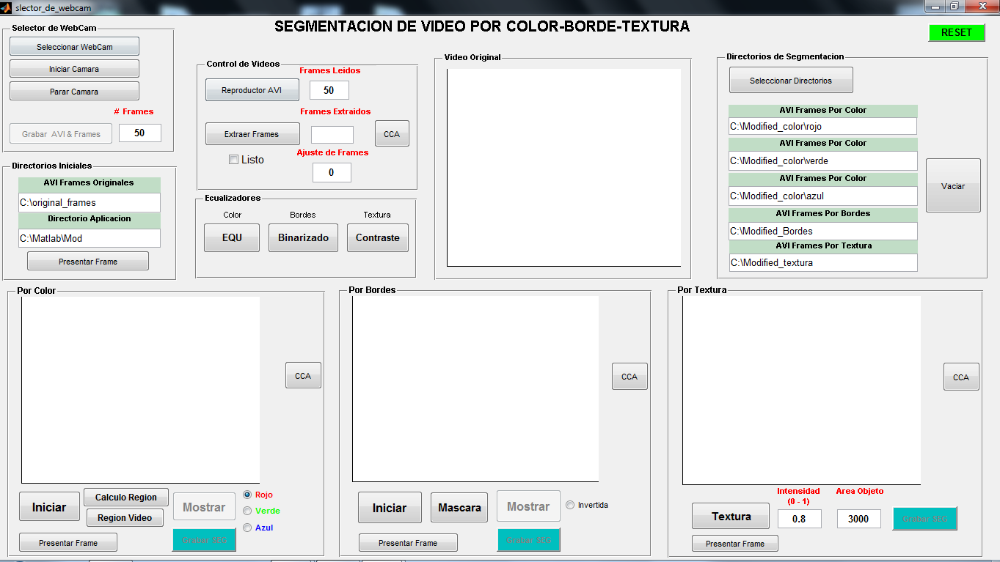 slector_de_webcam
SEGMENTACION DE VIDEO POR COLOR-BORDE-TEXTURA
RESET
Selector de WebCam
Seleccionar WebCam
Iniciar Camara
Parar Camara
# Frames
Grabar AVI & Frames
50
Directorios Iniciales
AVI Frames Originales
C:\original_frames
Directorio Aplicacion
C:\Matlab\Mod
Presentar Frame
Control de Videos
Frames Leidos
Reproductor AVI
50
Frames Extraidos
Extraer Frames
CCA
Ajuste de Frames
Listo
0
Ecualizadores
Color
Bordes
Textura
EQU
Binarizado
Contraste
Video Original
Directorios de Segmentacion
Seleccionar Directorios
AVI Frames Por Color
C:\Modified_color\rojo
AVI Frames Por Color
C:\Modified_color\verde
AVI Frames Por Color
C:\Modified_color\azul
AVI Frames Por Bordes
C:\Modified_Bordes
AVI Frames Por Textura
C:\Modified_textura
Vaciar
Por Color
CCA
Iniciar
Calculo Region
Region Video
Mostrar
Rojo
Verde
Azul
Presentar Frame
Grabar SEG
Por Bordes
CCA
Iniciar
Mascara
Mostrar
Invertida
Presentar Frame
Grabar SEG
Por Textura
CCA
Intensidad
(0 - 1)
Area Objeto
Textura
0.8
3000
Grabar SFG
Presentar Frame